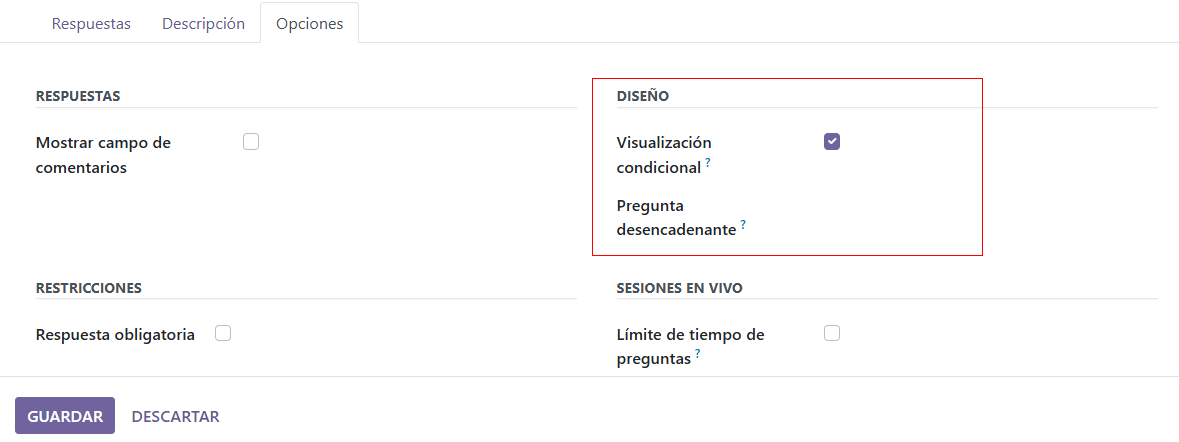 Respuestas Descripción Opciones
RESPUESTAS
Mostrar campo de
comentarios
DISEÑO
Visualización
condicional ?
Pregunta
desencadenante ?
RESTRICCIONES
Respuesta obligatoria
SESIONES EN VIVO
Límite de tiempo de
preguntas ?
GUARDAR DESCARTAR